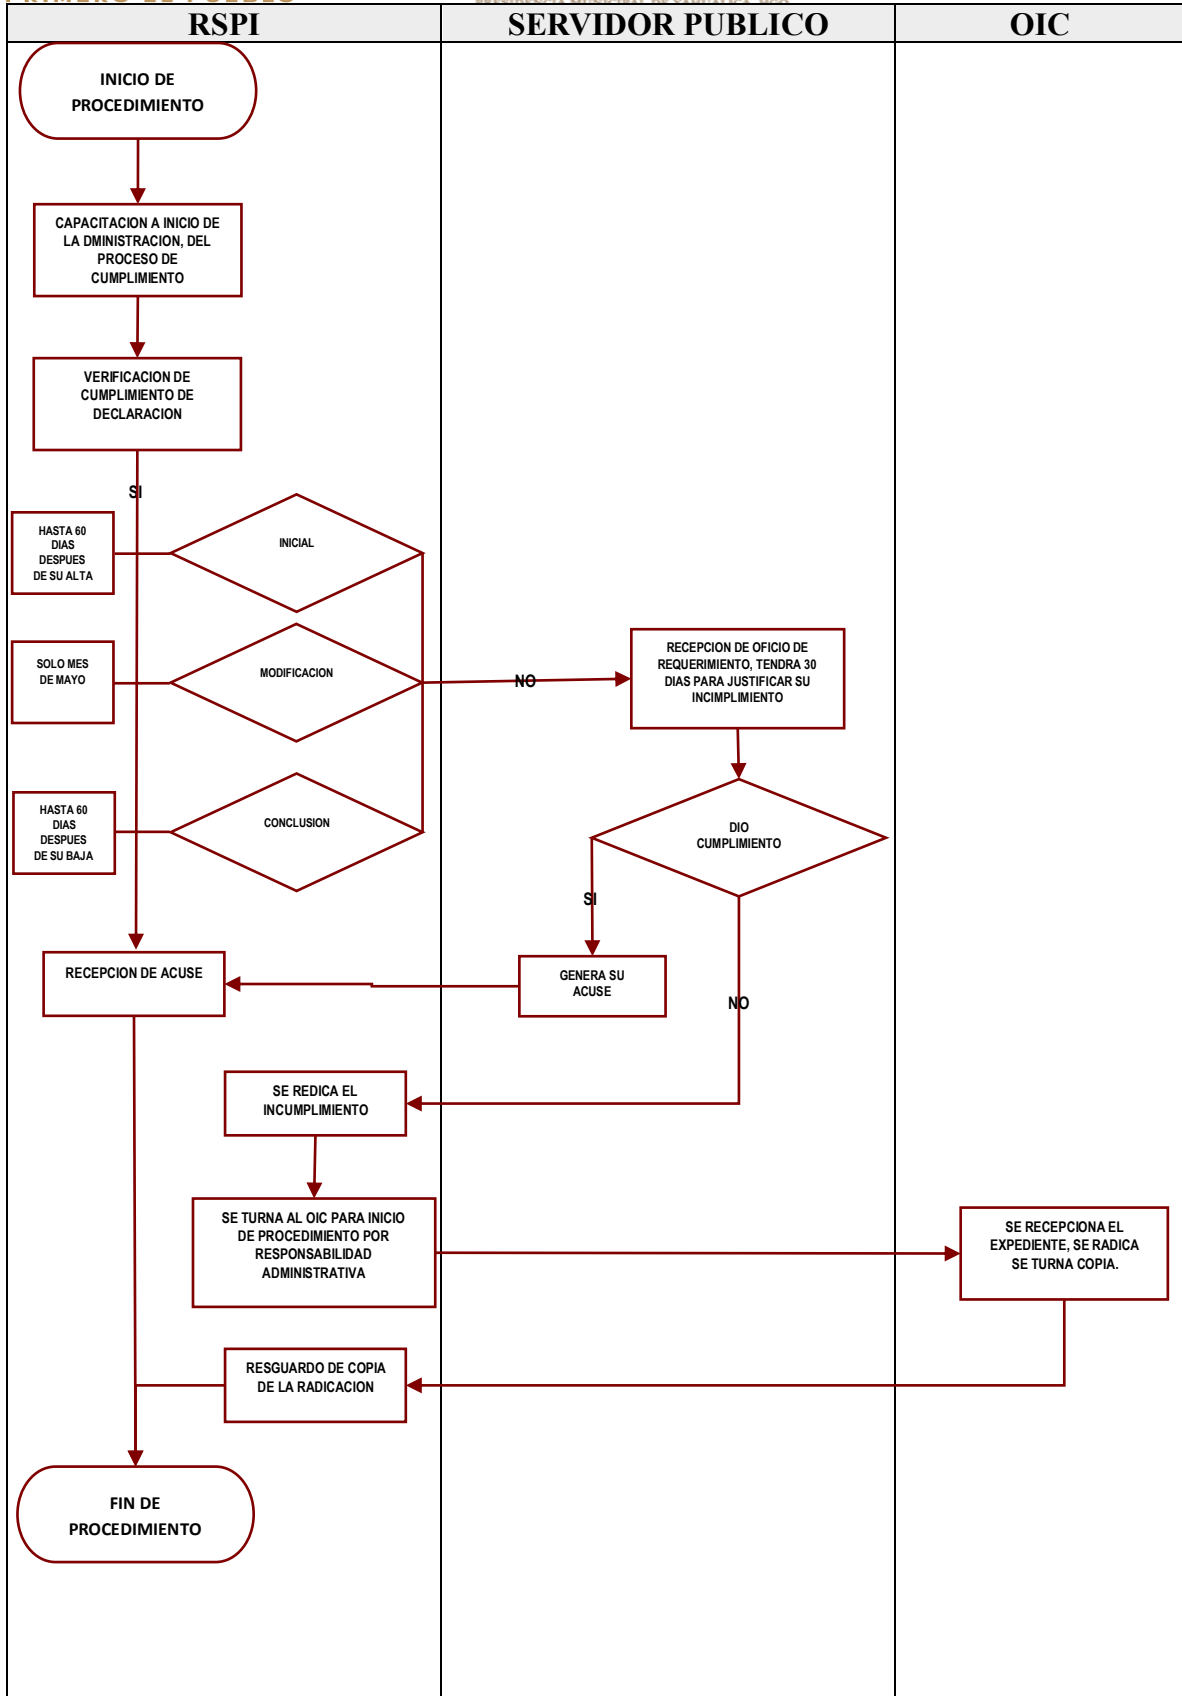 PRIMERO EL PUEBLO
RSPI
SERVIDOR PUBLICO
OIC
INICIO DE
PROCEDIMIENTO
CAPACITACION A INICIO DE
LA DMINISTRACION, DEL
PROCESO DE
CUMPLIMIENTO
VERIFICACION DE
CUMPLIMIENTO DE
DECLARACION
SI
HASTA 60
DIAS
DESPUES
DE SU ALTA
INICIAL
SOLO MES
DE MAYO
MODIFICACION
NO
RECEPCION DE OFICIO DE
REQUERIMIENTO, TENDRA 30
DIAS PARA JUSTIFICAR SU
INCIMPLIMIENTO
HASTA 60
DIAS
DESPUES
DE SU BAJA
CONCLUSION
DIO
CUMPLIMIENTO
SI
NO
RECEPCION DE ACUSE
GENERA SU
ACUSE
SE REDICA EL
INCUMPLIMIENTO
SE TURNA AL OIC PARA INICIO
DE PROCEDIMIENTO POR
RESPONSABILIDAD
ADMINISTRATIVA
SE RECEPCIONA EL
EXPEDIENTE, SE RADICA
SE TURNA COPIA.
RESGUARDO DE COPIA
DE LA RADICACION
FIN DE
PROCEDIMIENTO